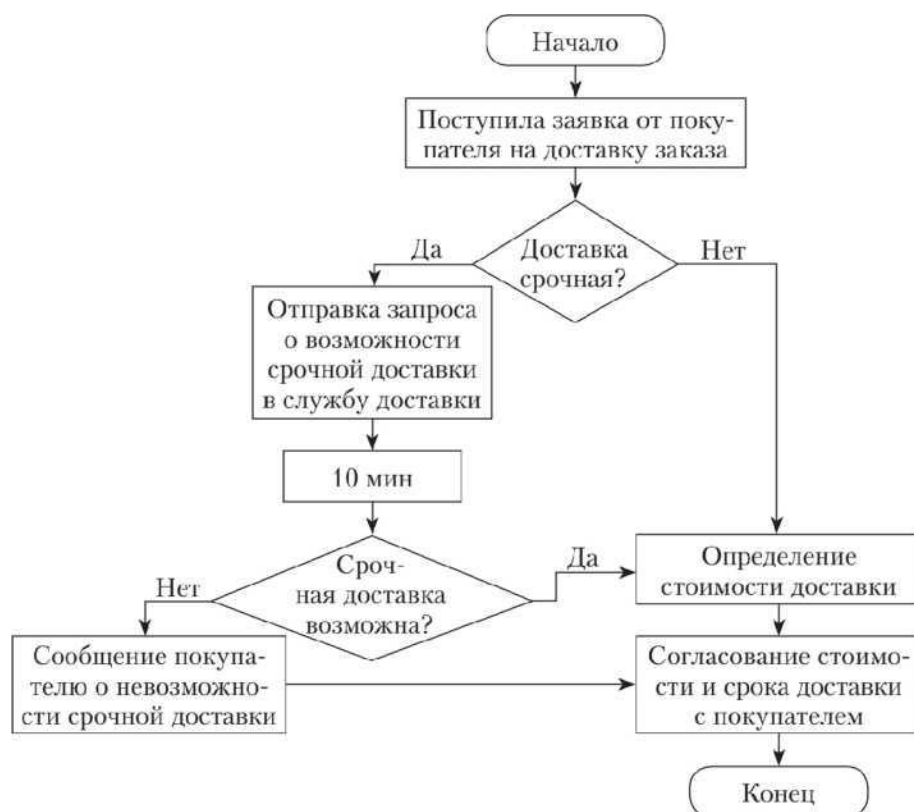 Начало
Поступила заявка от поку-
пателя на доставку заказа
Да
Доставка
срочная?
Нет
Отправка запроса
о возможности
срочной доставки
в службу доставки
10 мин
Нет
Сроч-
ная доставка
возможна?
Да
Определение
стоимости доставки
Сообщение покупа-
телю о невозможно-
сти срочной доставки
Согласование стоимо-
сти и срока доставки
с покупателем
Конец